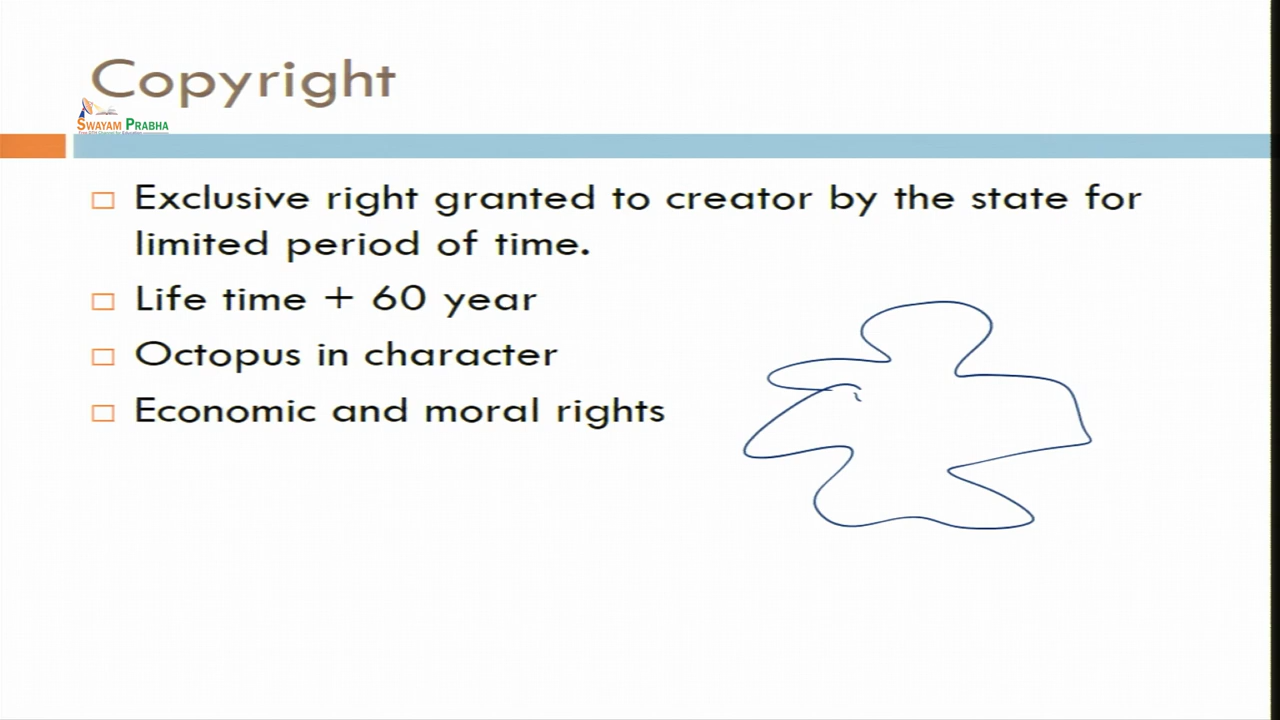 Copyright
SWAYAM PRABHA
Exclusive right granted to creator by the state for
limited period of time.
Life time + 60 year
Octopus in character
Economic and moral rights